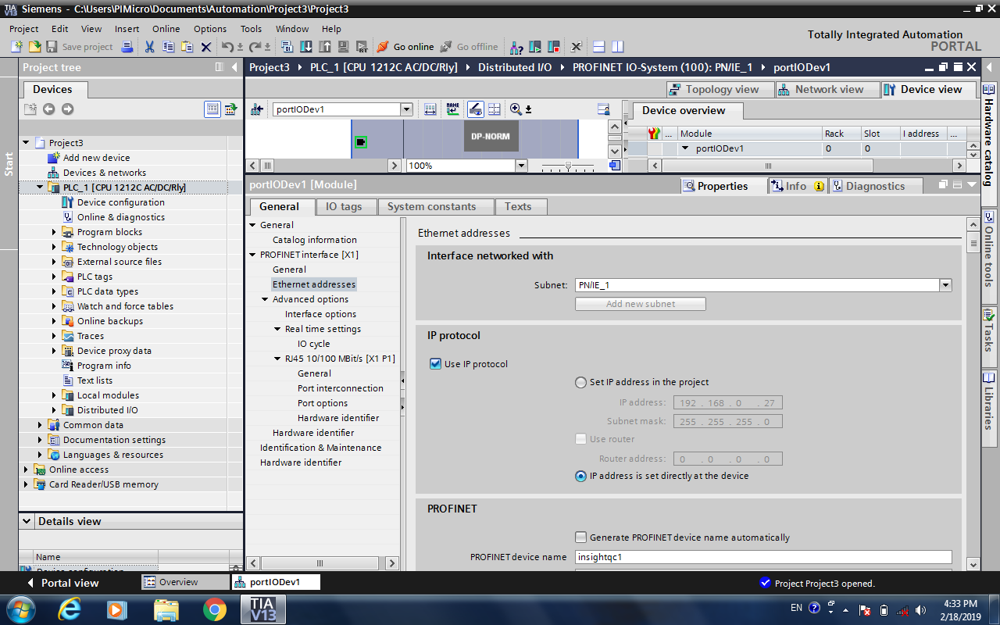 Siemens - C:\Users\PIMicro\Documents\Automation\Project3\Project3
Project Edit View Insert Online Options Tools Window Help
Save project Go online Go offline
Totally Integrated Automation
PORTAL
Project tree
Project3 PLC_1 [CPU 1212C AC/DC/Rly] Distributed I/O PROFINET IO-System (100): PN/IE_1 portIODev1
Devices
Topology view Network view Device view
portIODev1
Device overview
DP-NORM
... Module Rack Slot I address ...
portIODev1 0 0
100%
Start
Project3
Add new device
Devices & networks
PLC_1 [CPU 1212C AC/DC/Rly]
Device configuration
Online & diagnostics
Program blocks
Technology objects
External source files
PLC tags
PLC data types
Watch and force tables
Online backups
Traces
Device proxy data
Program info
Text lists
Local modules
Distributed I/O
Common data
Documentation settings
Languages & resources
Online access
Card Reader/USB memory
Details view
Name
Device configuration
portIODev1 [Module]
Properties Info Diagnostics
General IO tags System constants Texts
General
Catalog information
PROFINET interface [X1]
General
Ethernet addresses
Advanced options
Interface options
Real time settings
IO cycle
RJ45 10/100 MBit/s [X1 P1]
General
Port interconnection
Port options
Hardware identifier
Hardware identifier
Identification & Maintenance
Hardware identifier
Ethernet addresses
Interface networked with
Subnet: PN/IE_1
Add new subnet
IP protocol
Use IP protocol
Set IP address in the project
IP address: 192 . 168 . 0 . 27
Subnet mask: 255 . 255 . 255 . 0
Use router
Router address: 0 . 0 . 0 . 0
IP address is set directly at the device
PROFINET
Generate PROFINET device name automatically
PROFINET device name insightqc1
Hardware catalog
Online tools
Tasks
Libraries
Portal view Overview portIODev1 Project Project3 opened.
TIA V13
EN 4:33 PM
2/18/2019